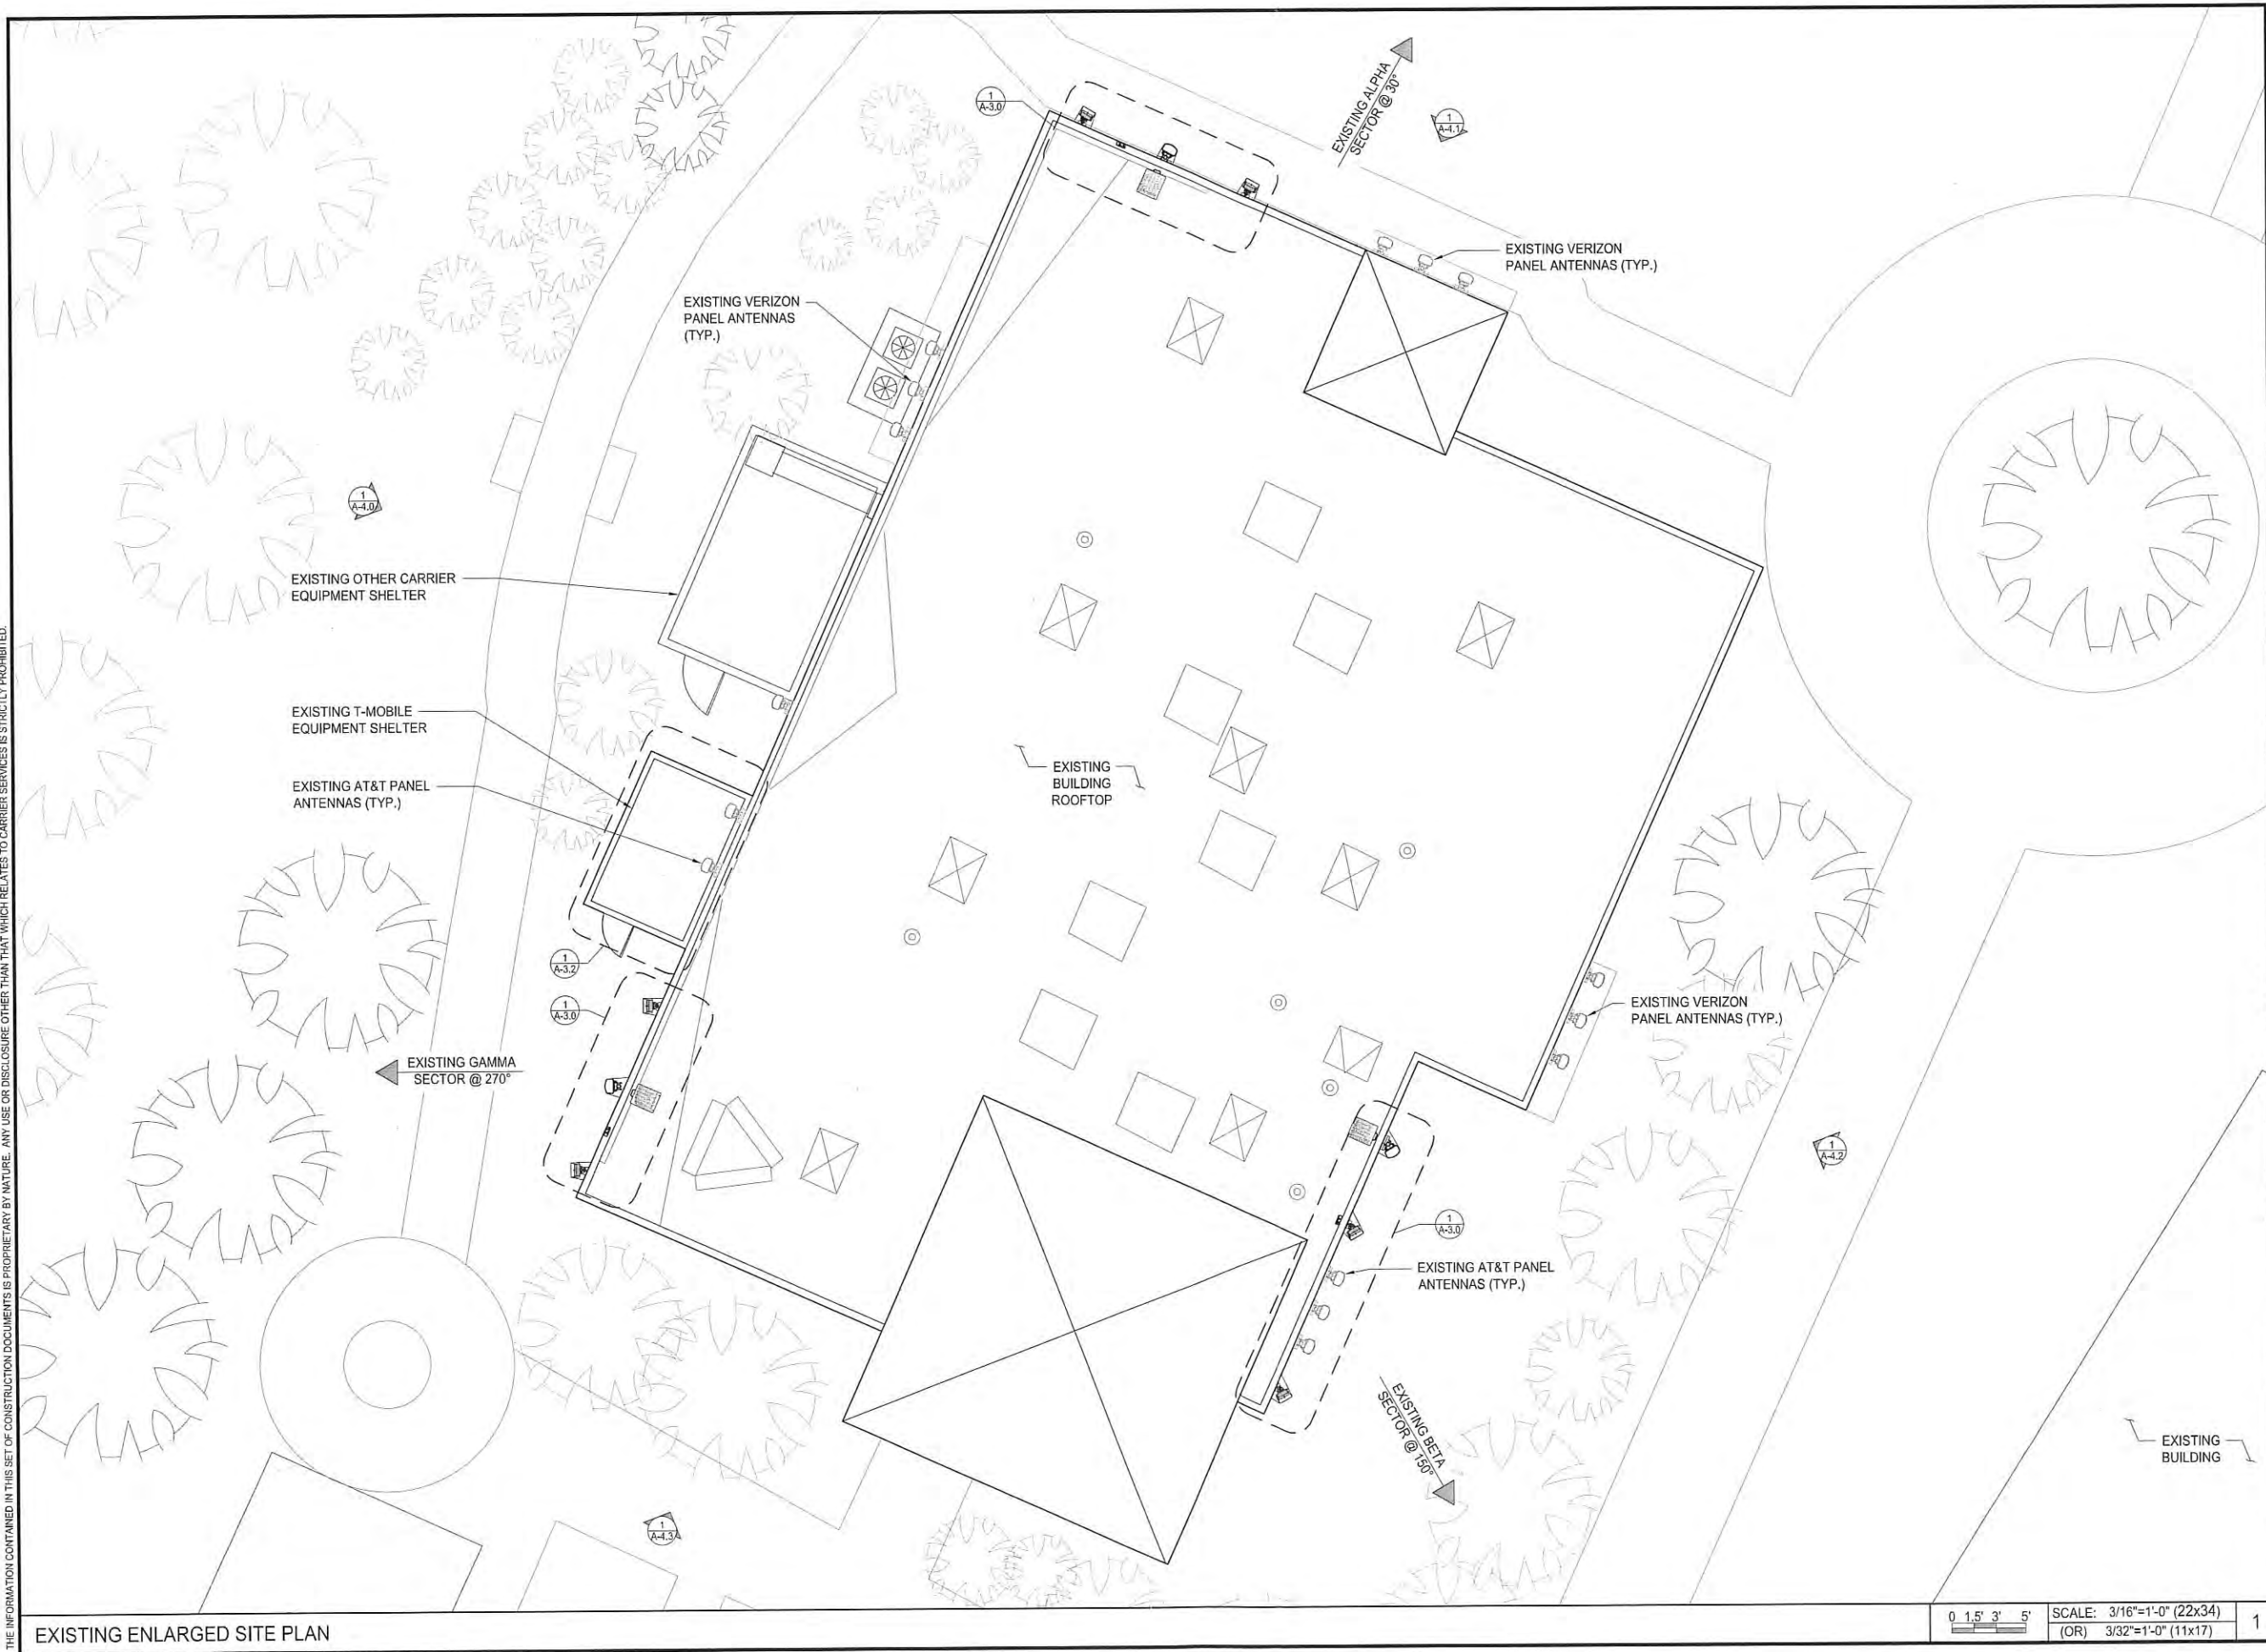 EXISTING ALPHA
SECTOR @ 30°
1
A-3.0
1
A-4.1
EXISTING VERIZON
PANEL ANTENNAS (TYP.)
EXISTING VERIZON
PANEL ANTENNAS
(TYP.)
1
A-4.0
EXISTING OTHER CARRIER
EQUIPMENT SHELTER
EXISTING T-MOBILE
EQUIPMENT SHELTER
EXISTING AT&T PANEL
ANTENNAS (TYP.)
EXISTING
BUILDING
ROOFTOP
1
A-3.2
1
A-3.0
EXISTING GAMMA
SECTOR @ 270°
EXISTING VERIZON
PANEL ANTENNAS (TYP.)
1
A-4.2
1
A-3.0
EXISTING AT&T PANEL
ANTENNAS (TYP.)
EXISTING BETA
SECTOR @ 150°
EXISTING
BUILDING
1
A-4.3
THE INFORMATION CONTAINED IN THIS SET OF CONSTRUCTION DOCUMENTS IS PROPRIETARY BY NATURE. ANY USE OR DISCLOSURE OTHER THAN THAT WHICH RELATES TO CARRIER SERVICES IS STRICTLY PROHIBITED.
EXISTING ENLARGED SITE PLAN
0 1.5' 3' 5'
SCALE: 3/16"=1'-0" (22x34)
(OR) 3/32"=1'-0" (11x17)
1